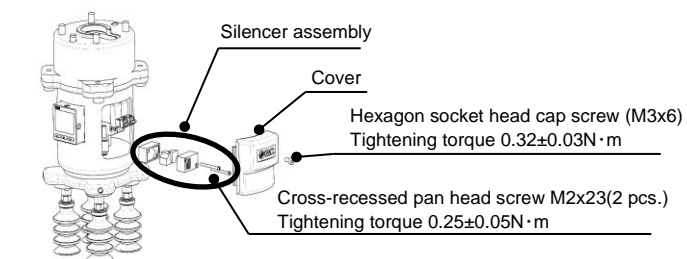 Silencer assembly
Cover
Hexagon socket head cap screw (M3x6)
Tightening torque 0.32±0.03N･m
Cross-recessed pan head screw M2x23(2 pcs.)
Tightening torque 0.25±0.05N･m